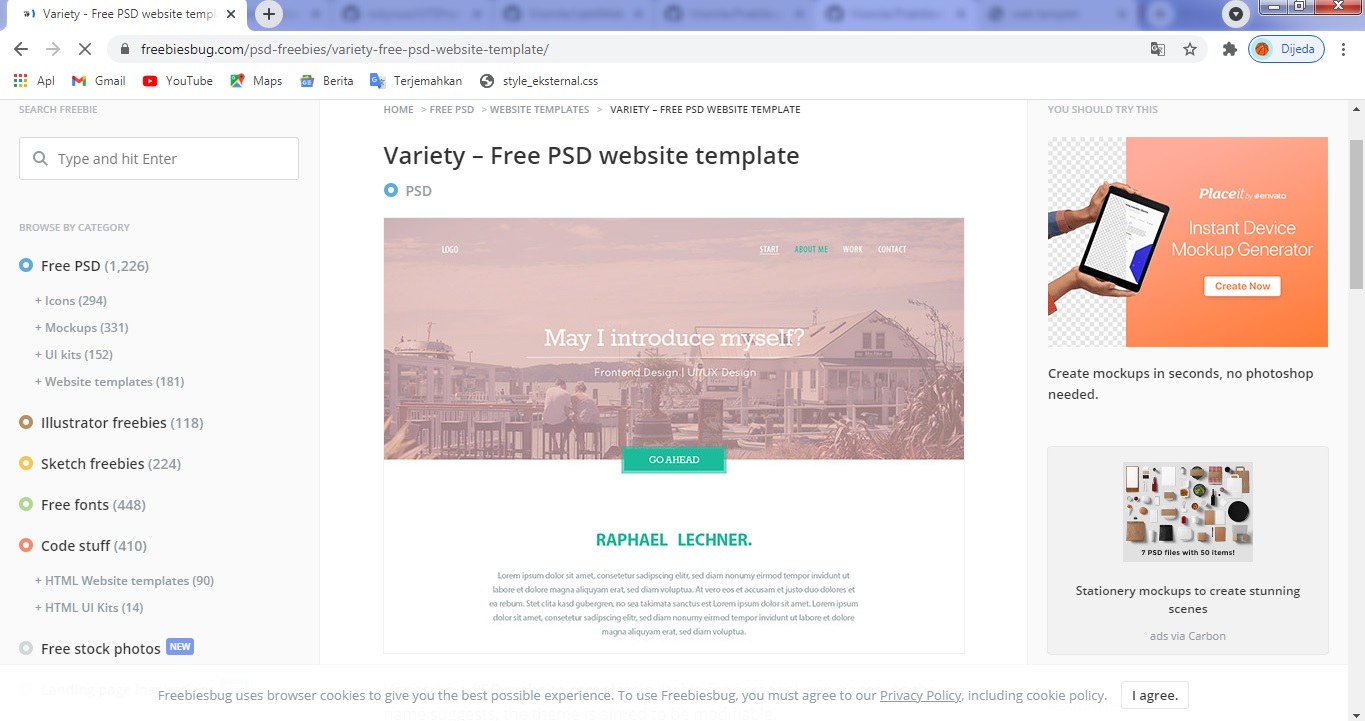 Variety - Free PSD website templ
freebiesbug.com/psd-freebies/variety-free-psd-website-template/
Dijeda
Apl
Gmail
YouTube
Maps
Berita
Terjemahkan
style_eksternal.css
SEARCH FREEBIE
Type and hit Enter
BROWSE BY CATEGORY
Free PSD (1,226)
+ Icons (294)
+ Mockups (331)
+ UI kits (152)
+ Website templates (181)
Illustrator freebies (118)
Sketch freebies (224)
Free fonts (448)
Code stuff (410)
+ HTML Website templates (90)
+ HTML UI Kits (14)
Free stock photos NEW
HOME > FREE PSD > WEBSITE TEMPLATES > VARIETY – FREE PSD WEBSITE TEMPLATE
Variety – Free PSD website template
PSD
LOGO
START
ABOUT ME
WORK
CONTACT
May I introduce myself?
Frontend Design | UI/UX Design
GO AHEAD
RAPHAEL LECHNER.
Lorem ipsum dolor sit amet, consetetur sadipscing elitr, sed diam nonumy eirmod tempor invidunt ut
labore et dolore magna aliquyam erat, sed diam voluptua. At vero eos et accusam et justo duo dolores et
ea rebum. Stet clita kasd gubergren, no sea takimata sanctus est Lorem ipsum dolor sit amet. Lorem ipsum
dolor sit amet, consetetur sadipscing elitr, sed diam nonumy eirmod tempor invidunt ut labore et dolore
magna aliquyam erat, sed diam voluptua.
YOU SHOULD TRY THIS
Placeit by envato
Instant Device
Mockup Generator
Create Now
Create mockups in seconds, no photoshop
needed.
7 PSD files with 50 items!
Stationery mockups to create stunning
scenes
ads via Carbon
Freebiesbug uses browser cookies to give you the best possible experience. To use Freebiesbug, you must agree to our Privacy Policy, including cookie policy.
I agree.